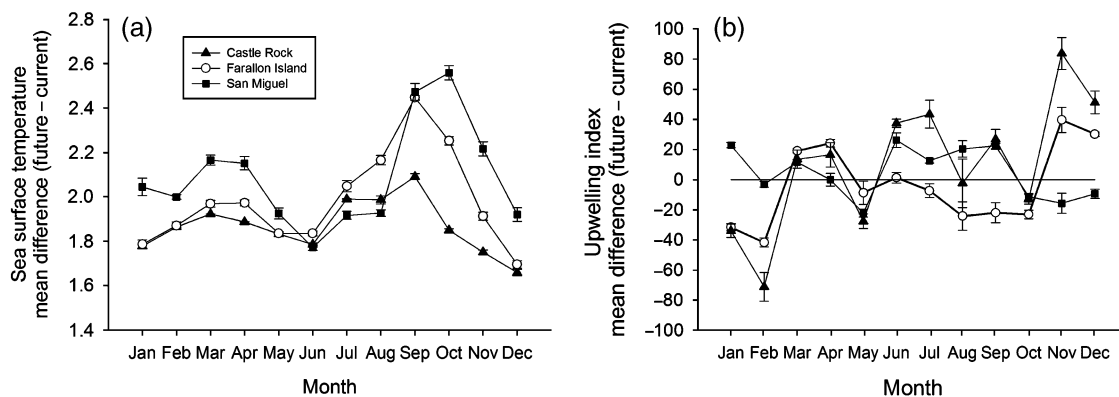 (a)
Castle Rock
Farallon Island
San Miguel
Sea surface temperature
mean difference (future – current)
2.8
2.6
2.4
2.2
2.0
1.8
1.6
1.4
Jan Feb Mar Apr May Jun Jul Aug Sep Oct Nov Dec
Month
(b)
Upwelling index
mean difference (future – current)
100
80
60
40
20
0
−20
−40
−60
−80
−100
Jan Feb Mar Apr May Jun Jul Aug Sep Oct Nov Dec
Month